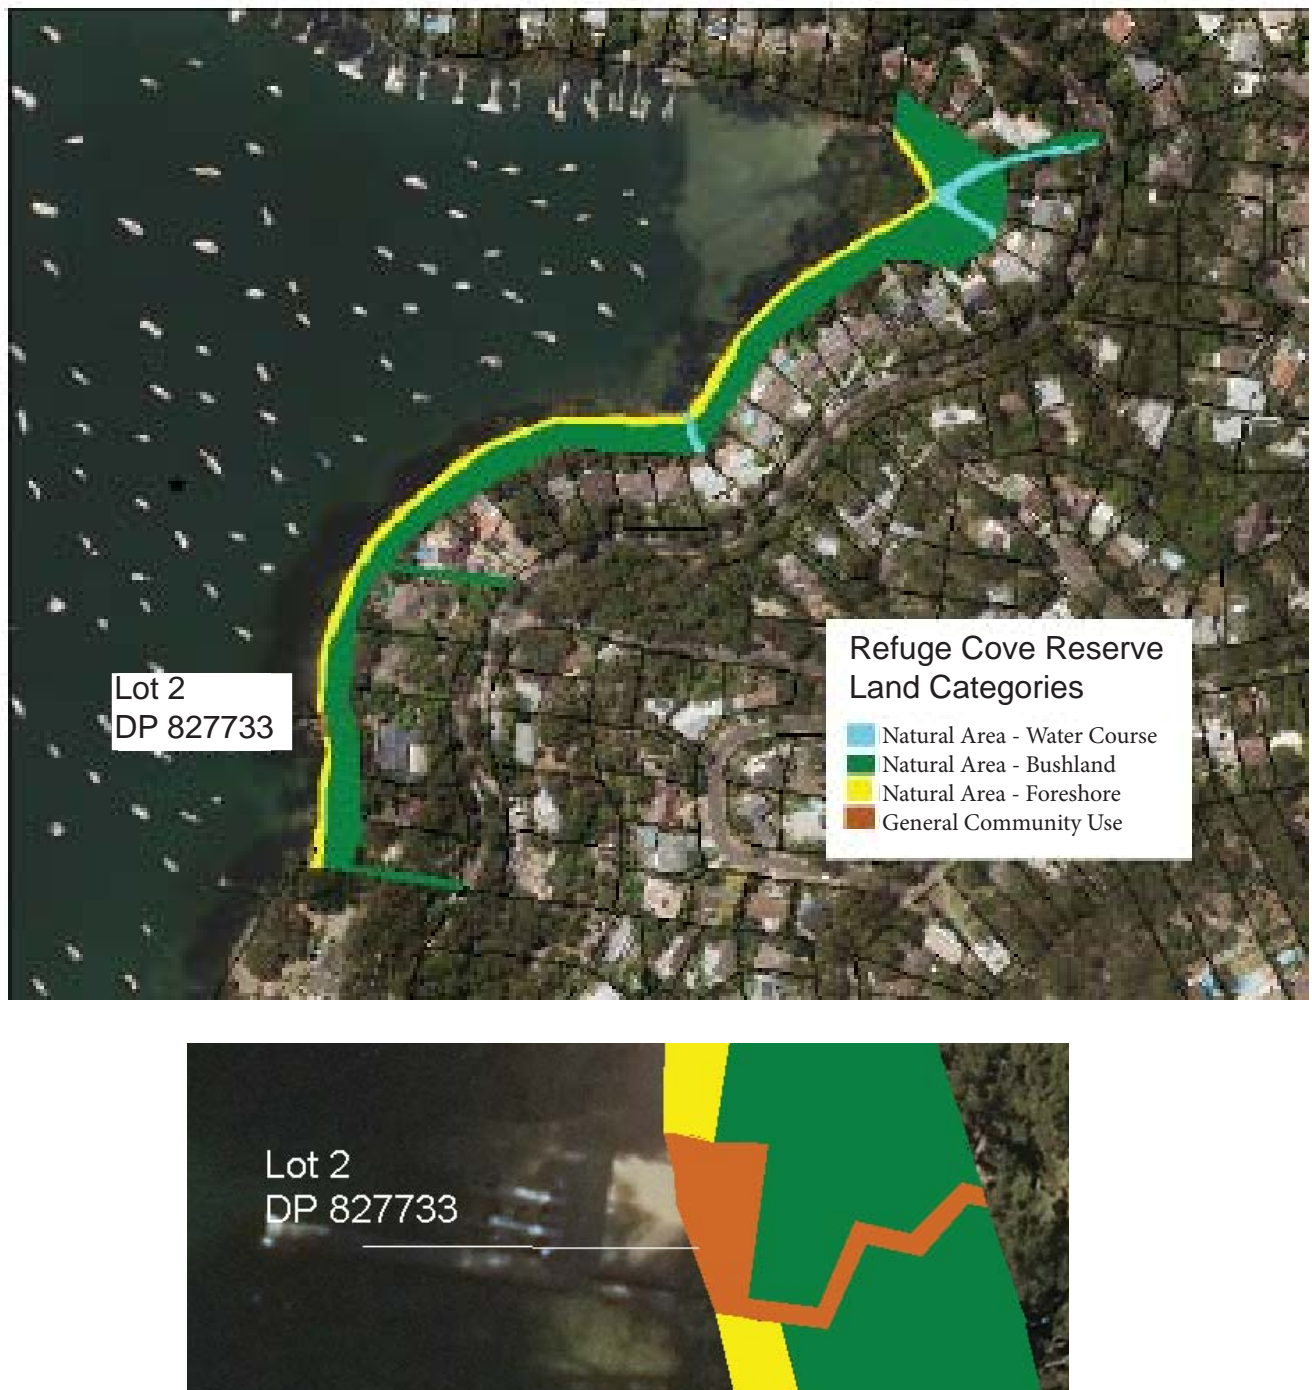 Lot 2
DP 827733
Refuge Cove Reserve
Land Categories
Natural Area - Water Course
Natural Area - Bushland
Natural Area - Foreshore
General Community Use
Lot 2
DP 827733